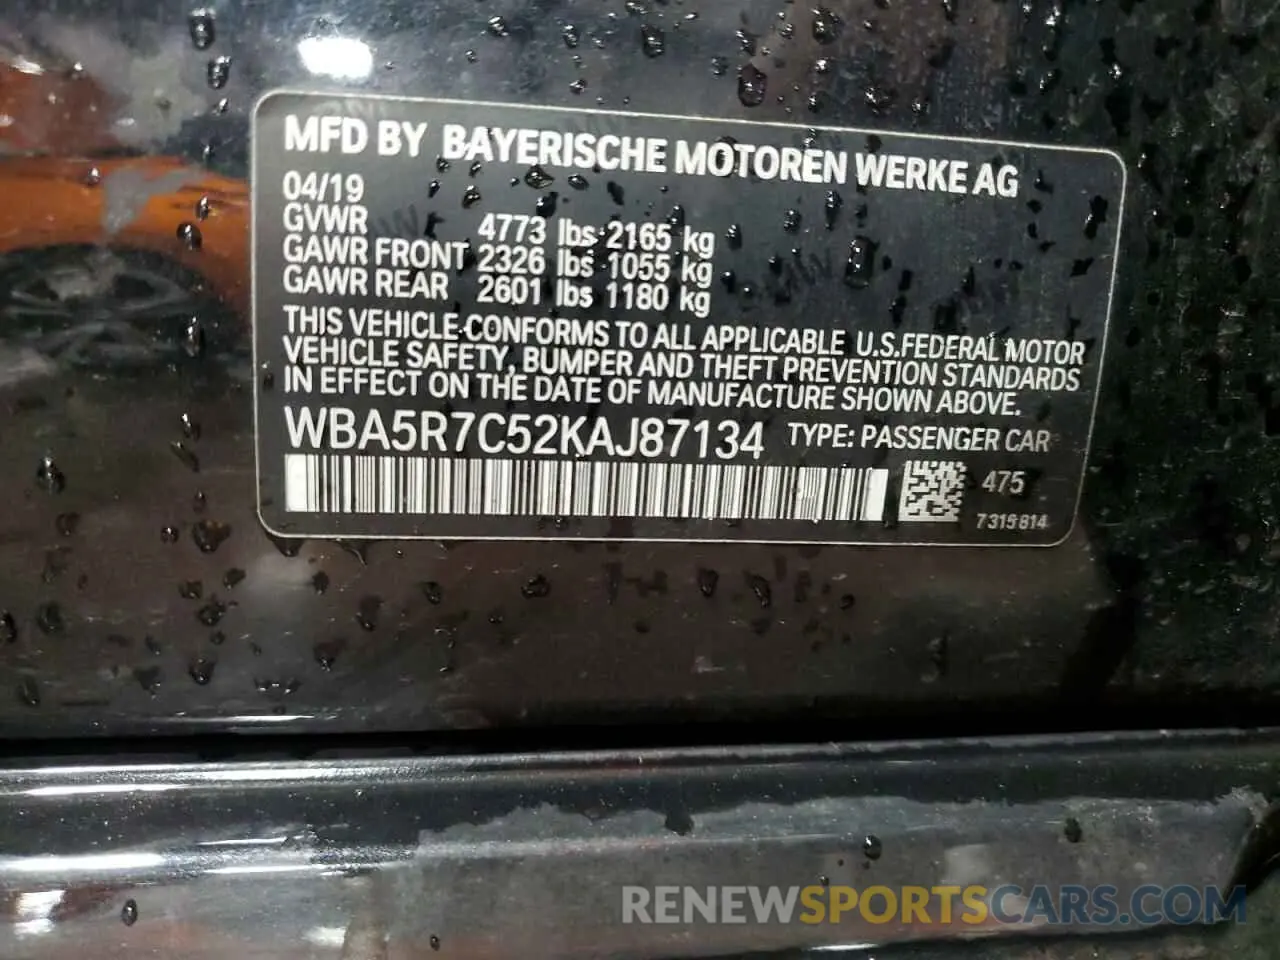 MFD BY BAYERISCHE MOTOREN WERKE AG
04/19
GVWR 4773 lbs 2165 kg
GAWR FRONT 2326 lbs 1055 kg
GAWR REAR 2601 lbs 1180 kg
THIS VEHICLE CONFORMS TO ALL APPLICABLE U.S.FEDERAL MOTOR
VEHICLE SAFETY, BUMPER AND THEFT PREVENTION STANDARDS
IN EFFECT ON THE DATE OF MANUFACTURE SHOWN ABOVE.
WBA5R7C52KAJ87134 TYPE: PASSENGER CAR
475
7319814
RENEWSPORTSCARS.COM